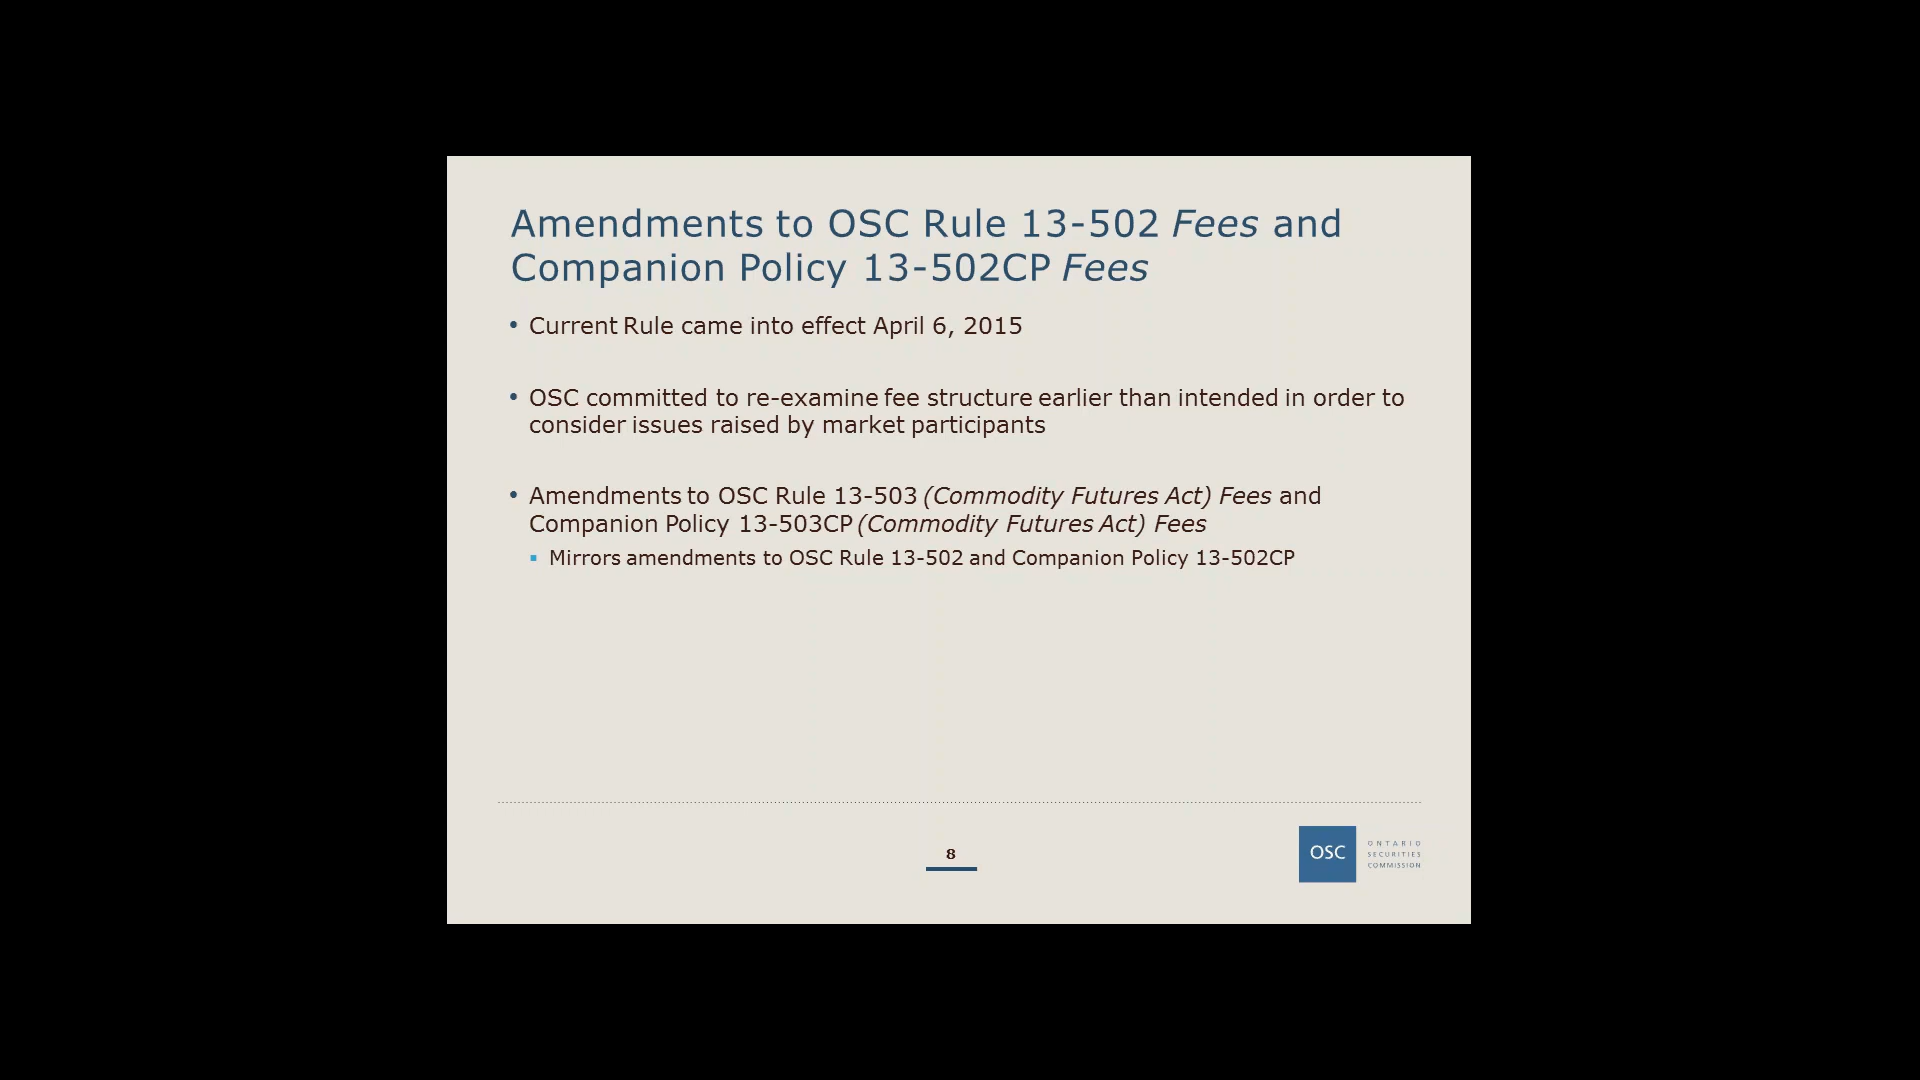 Amendments to OSC Rule 13-502 Fees and
Companion Policy 13-502CP Fees
• Current Rule came into effect April 6, 2015
• OSC committed to re-examine fee structure earlier than intended in order to
consider issues raised by market participants
• Amendments to OSC Rule 13-503 (Commodity Futures Act) Fees and
Companion Policy 13-503CP (Commodity Futures Act) Fees
▪ Mirrors amendments to OSC Rule 13-502 and Companion Policy 13-502CP
8
OSC
ONTARIO
SECURITIES
COMMISSION